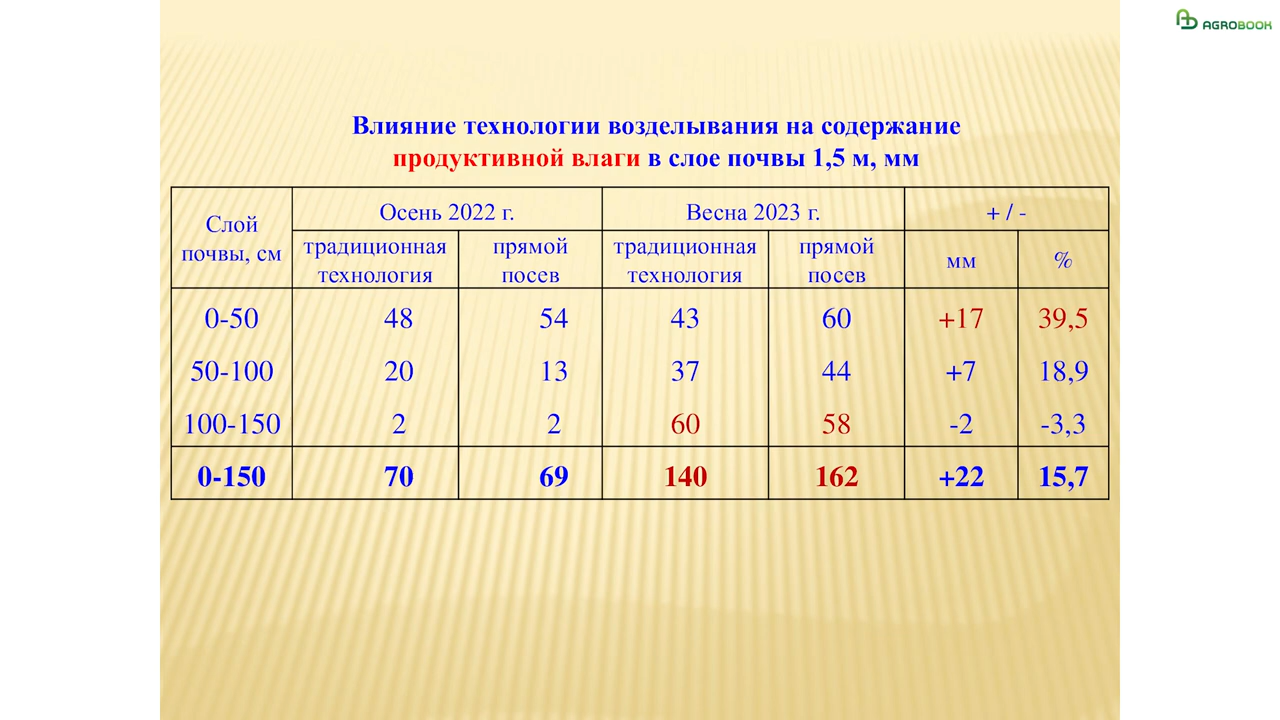 AGROBOOK
Влияние технологии возделывания на содержание
продуктивной влаги в слое почвы 1,5 м, мм
Слой почвы, см | Осень 2022 г. | Весна 2023 г. | + / -
традиционная технология | прямой посев | традиционная технология | прямой посев | мм | %
0-50 48 54 43 60 +17 39,5
50-100 20 13 37 44 +7 18,9
100-150 2 2 60 58 -2 -3,3
0-150 70 69 140 162 +22 15,7